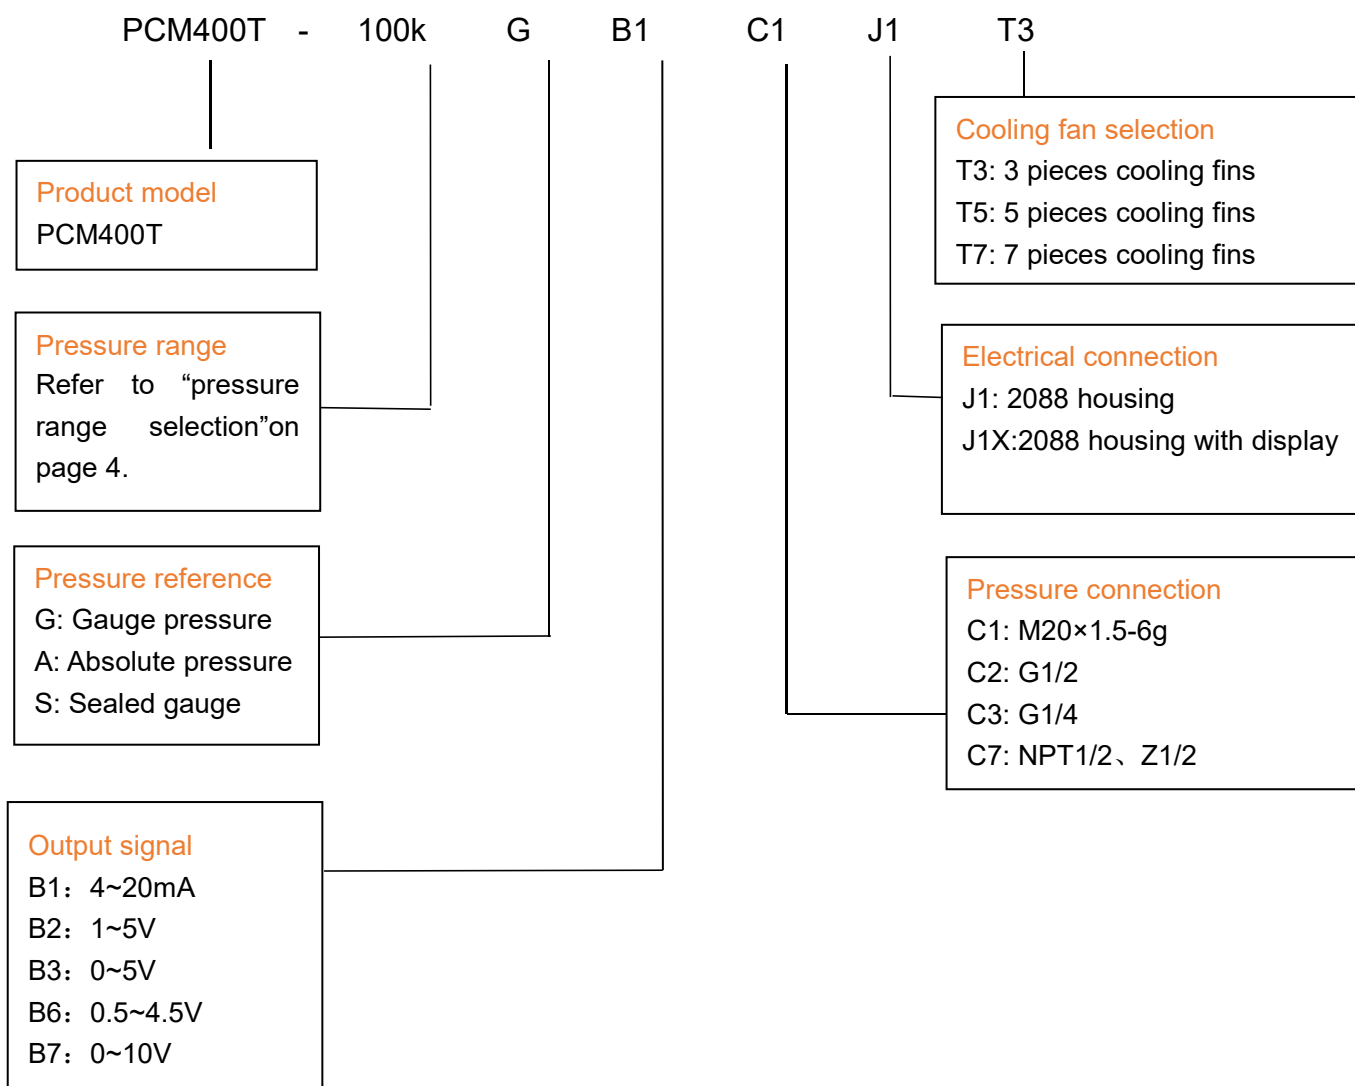 PCM400T - 100k G B1 C1 J1 T3
Product model
PCM400T
Pressure range
Refer to “pressure
range selection”on
page 4.
Pressure reference
G: Gauge pressure
A: Absolute pressure
S: Sealed gauge
Output signal
B1：4~20mA
B2：1~5V
B3：0~5V
B6：0.5~4.5V
B7：0~10V
Cooling fan selection
T3: 3 pieces cooling fins
T5: 5 pieces cooling fins
T7: 7 pieces cooling fins
Electrical connection
J1: 2088 housing
J1X:2088 housing with display
Pressure connection
C1: M20×1.5-6g
C2: G1/2
C3: G1/4
C7: NPT1/2、Z1/2